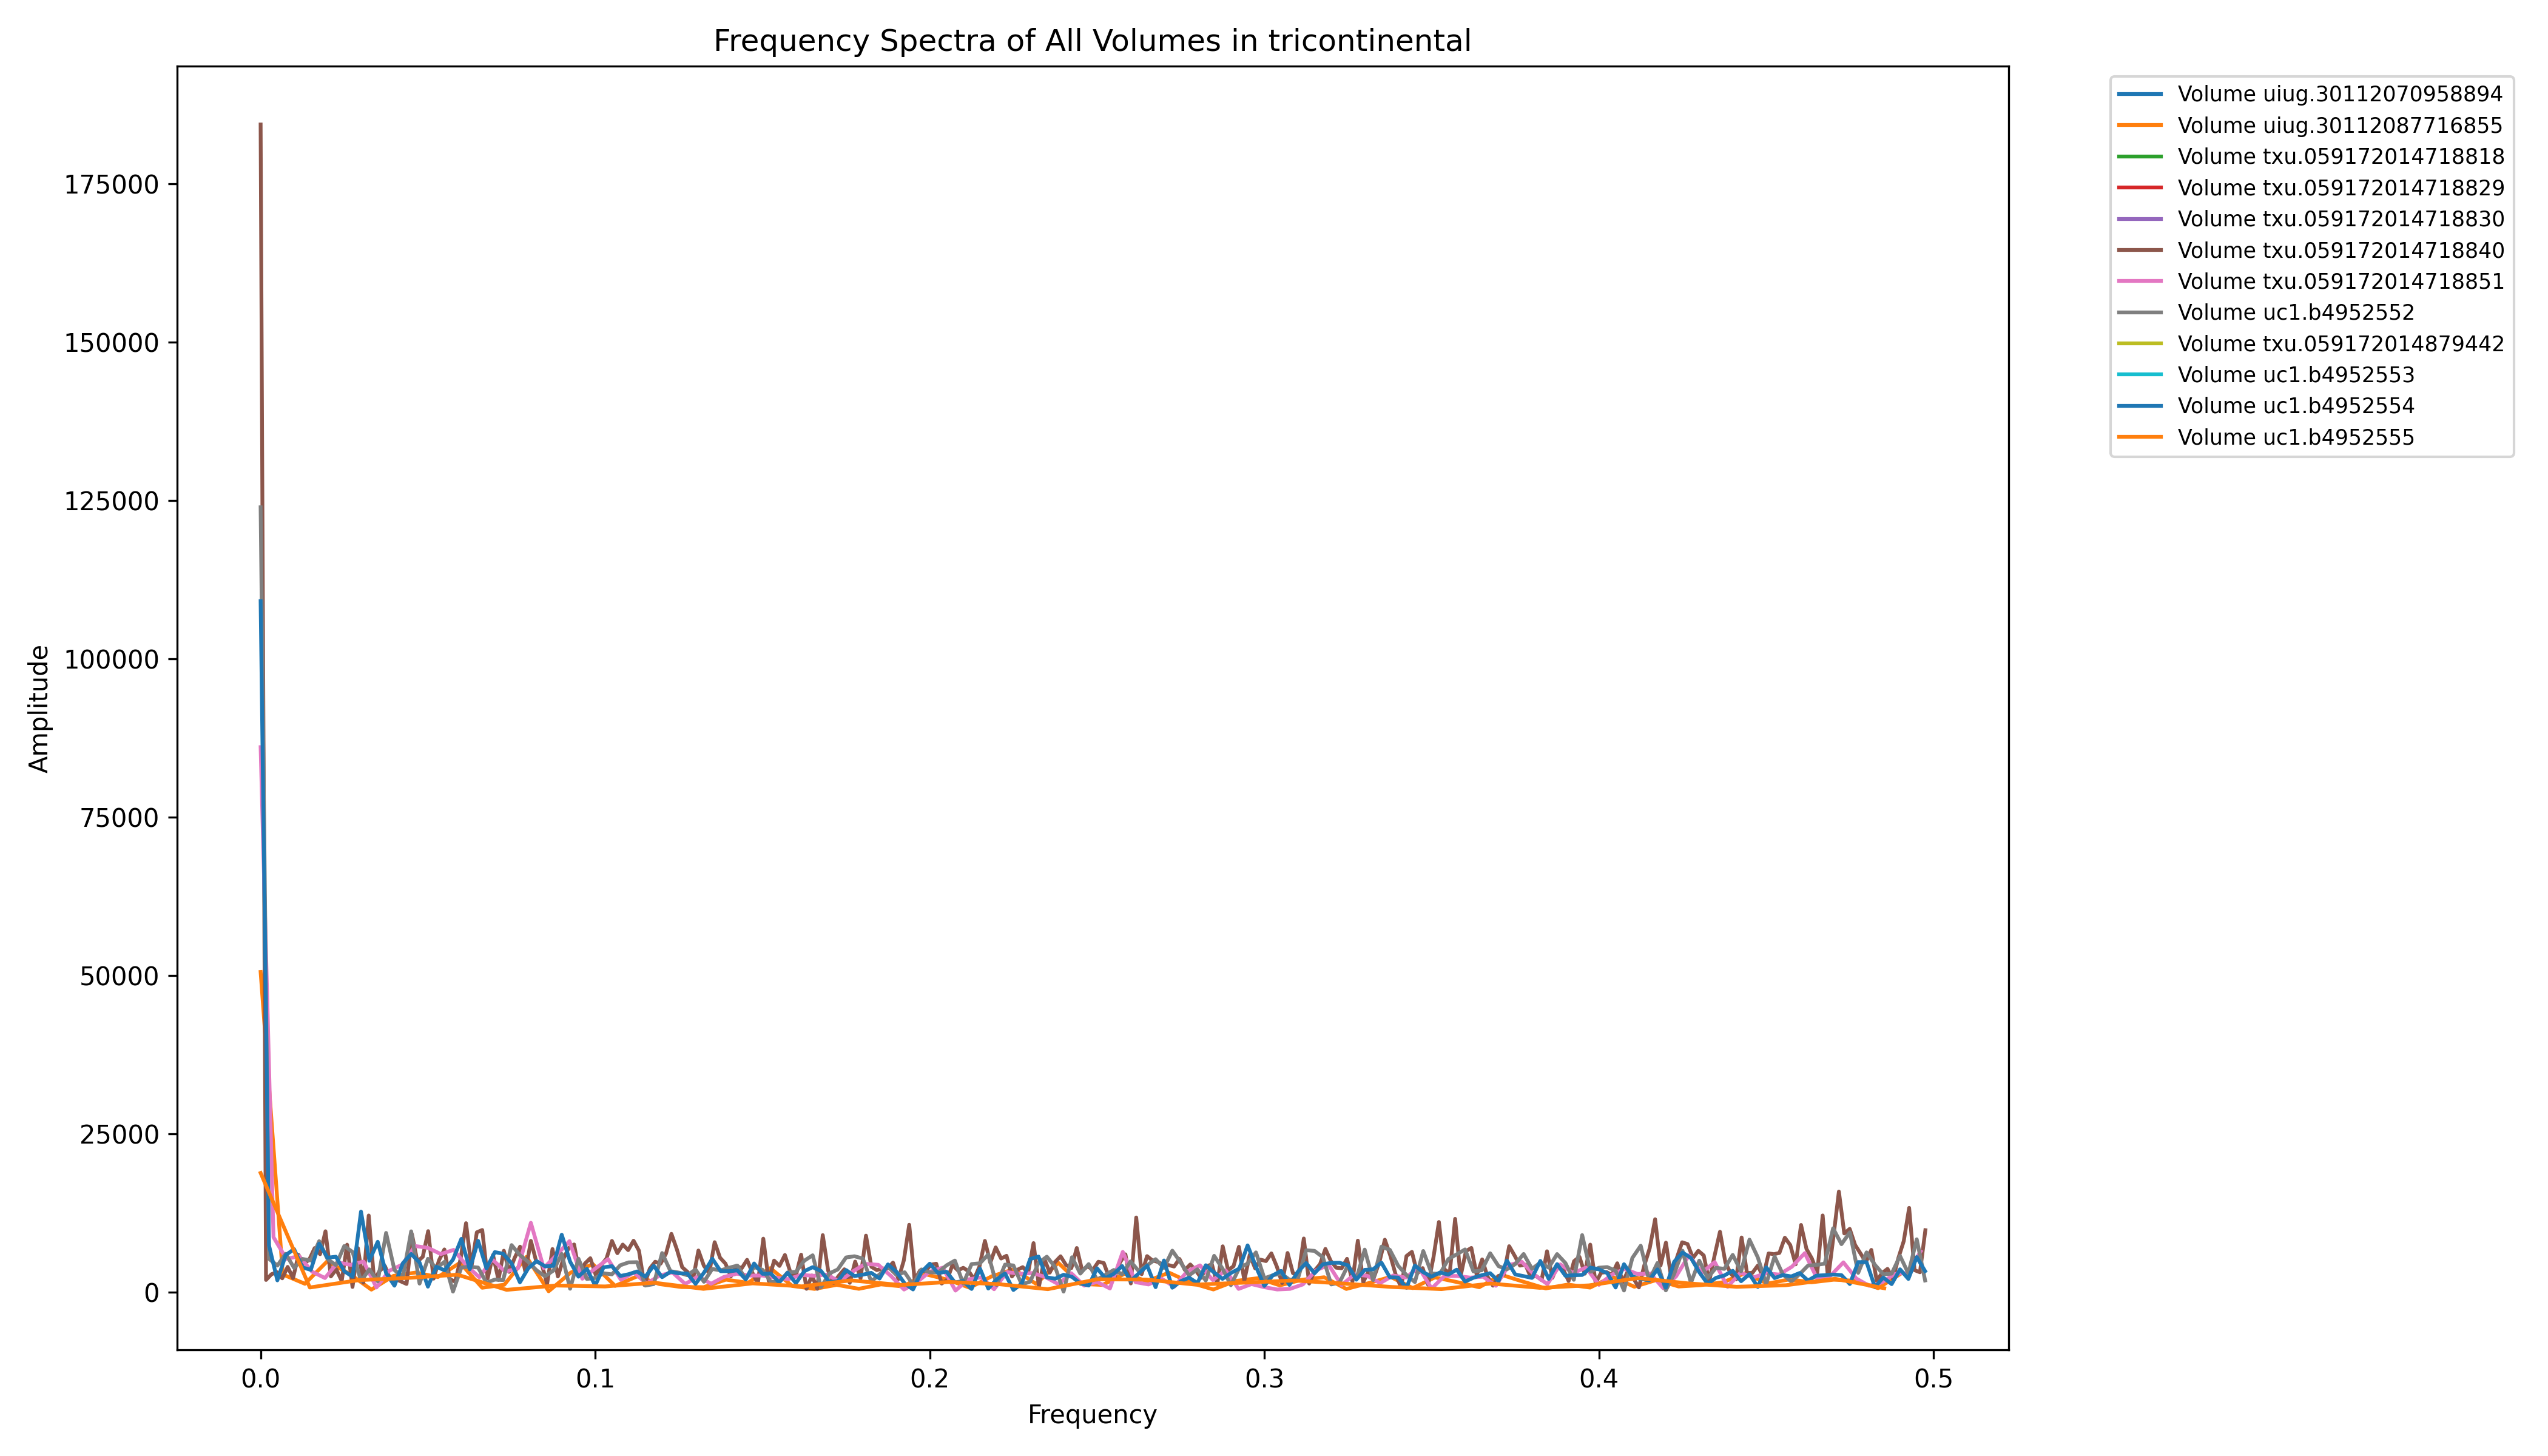 Frequency Spectra of All Volumes in tricontinental
175000
150000
125000
100000
75000
50000
25000
0
Amplitude
0.0 0.1 0.2 0.3 0.4 0.5
Frequency
Volume uiug.30112070958894
Volume uiug.30112087716855
Volume txu.059172014718818
Volume txu.059172014718829
Volume txu.059172014718830
Volume txu.059172014718840
Volume txu.059172014718851
Volume uc1.b4952552
Volume txu.059172014879442
Volume uc1.b4952553
Volume uc1.b4952554
Volume uc1.b4952555